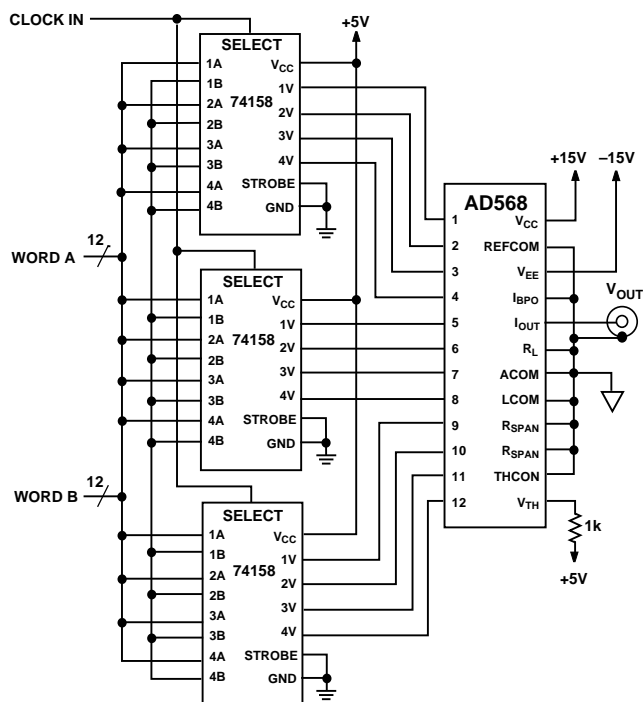 CLOCK IN
+5V
SELECT
1A
1B
2A
2B
3A
3B
4A
4B
74158
VCC
1V
2V
3V
4V
STROBE
GND
12
WORD A
SELECT
1A
1B
2A
2B
3A
3B
4A
4B
74158
VCC
1V
2V
3V
4V
STROBE
GND
12
WORD B
SELECT
1A
1B
2A
2B
3A
3B
4A
4B
74158
VCC
1V
2V
3V
4V
STROBE
GND
+15V
–15V
AD568
1
2
3
4
5
6
7
8
9
10
11
12
VCC
REFCOM
VEE
IBPO
IOUT
RL
ACOM
LCOM
RSPAN
RSPAN
THCON
VTH
VOUT
1k
+5V